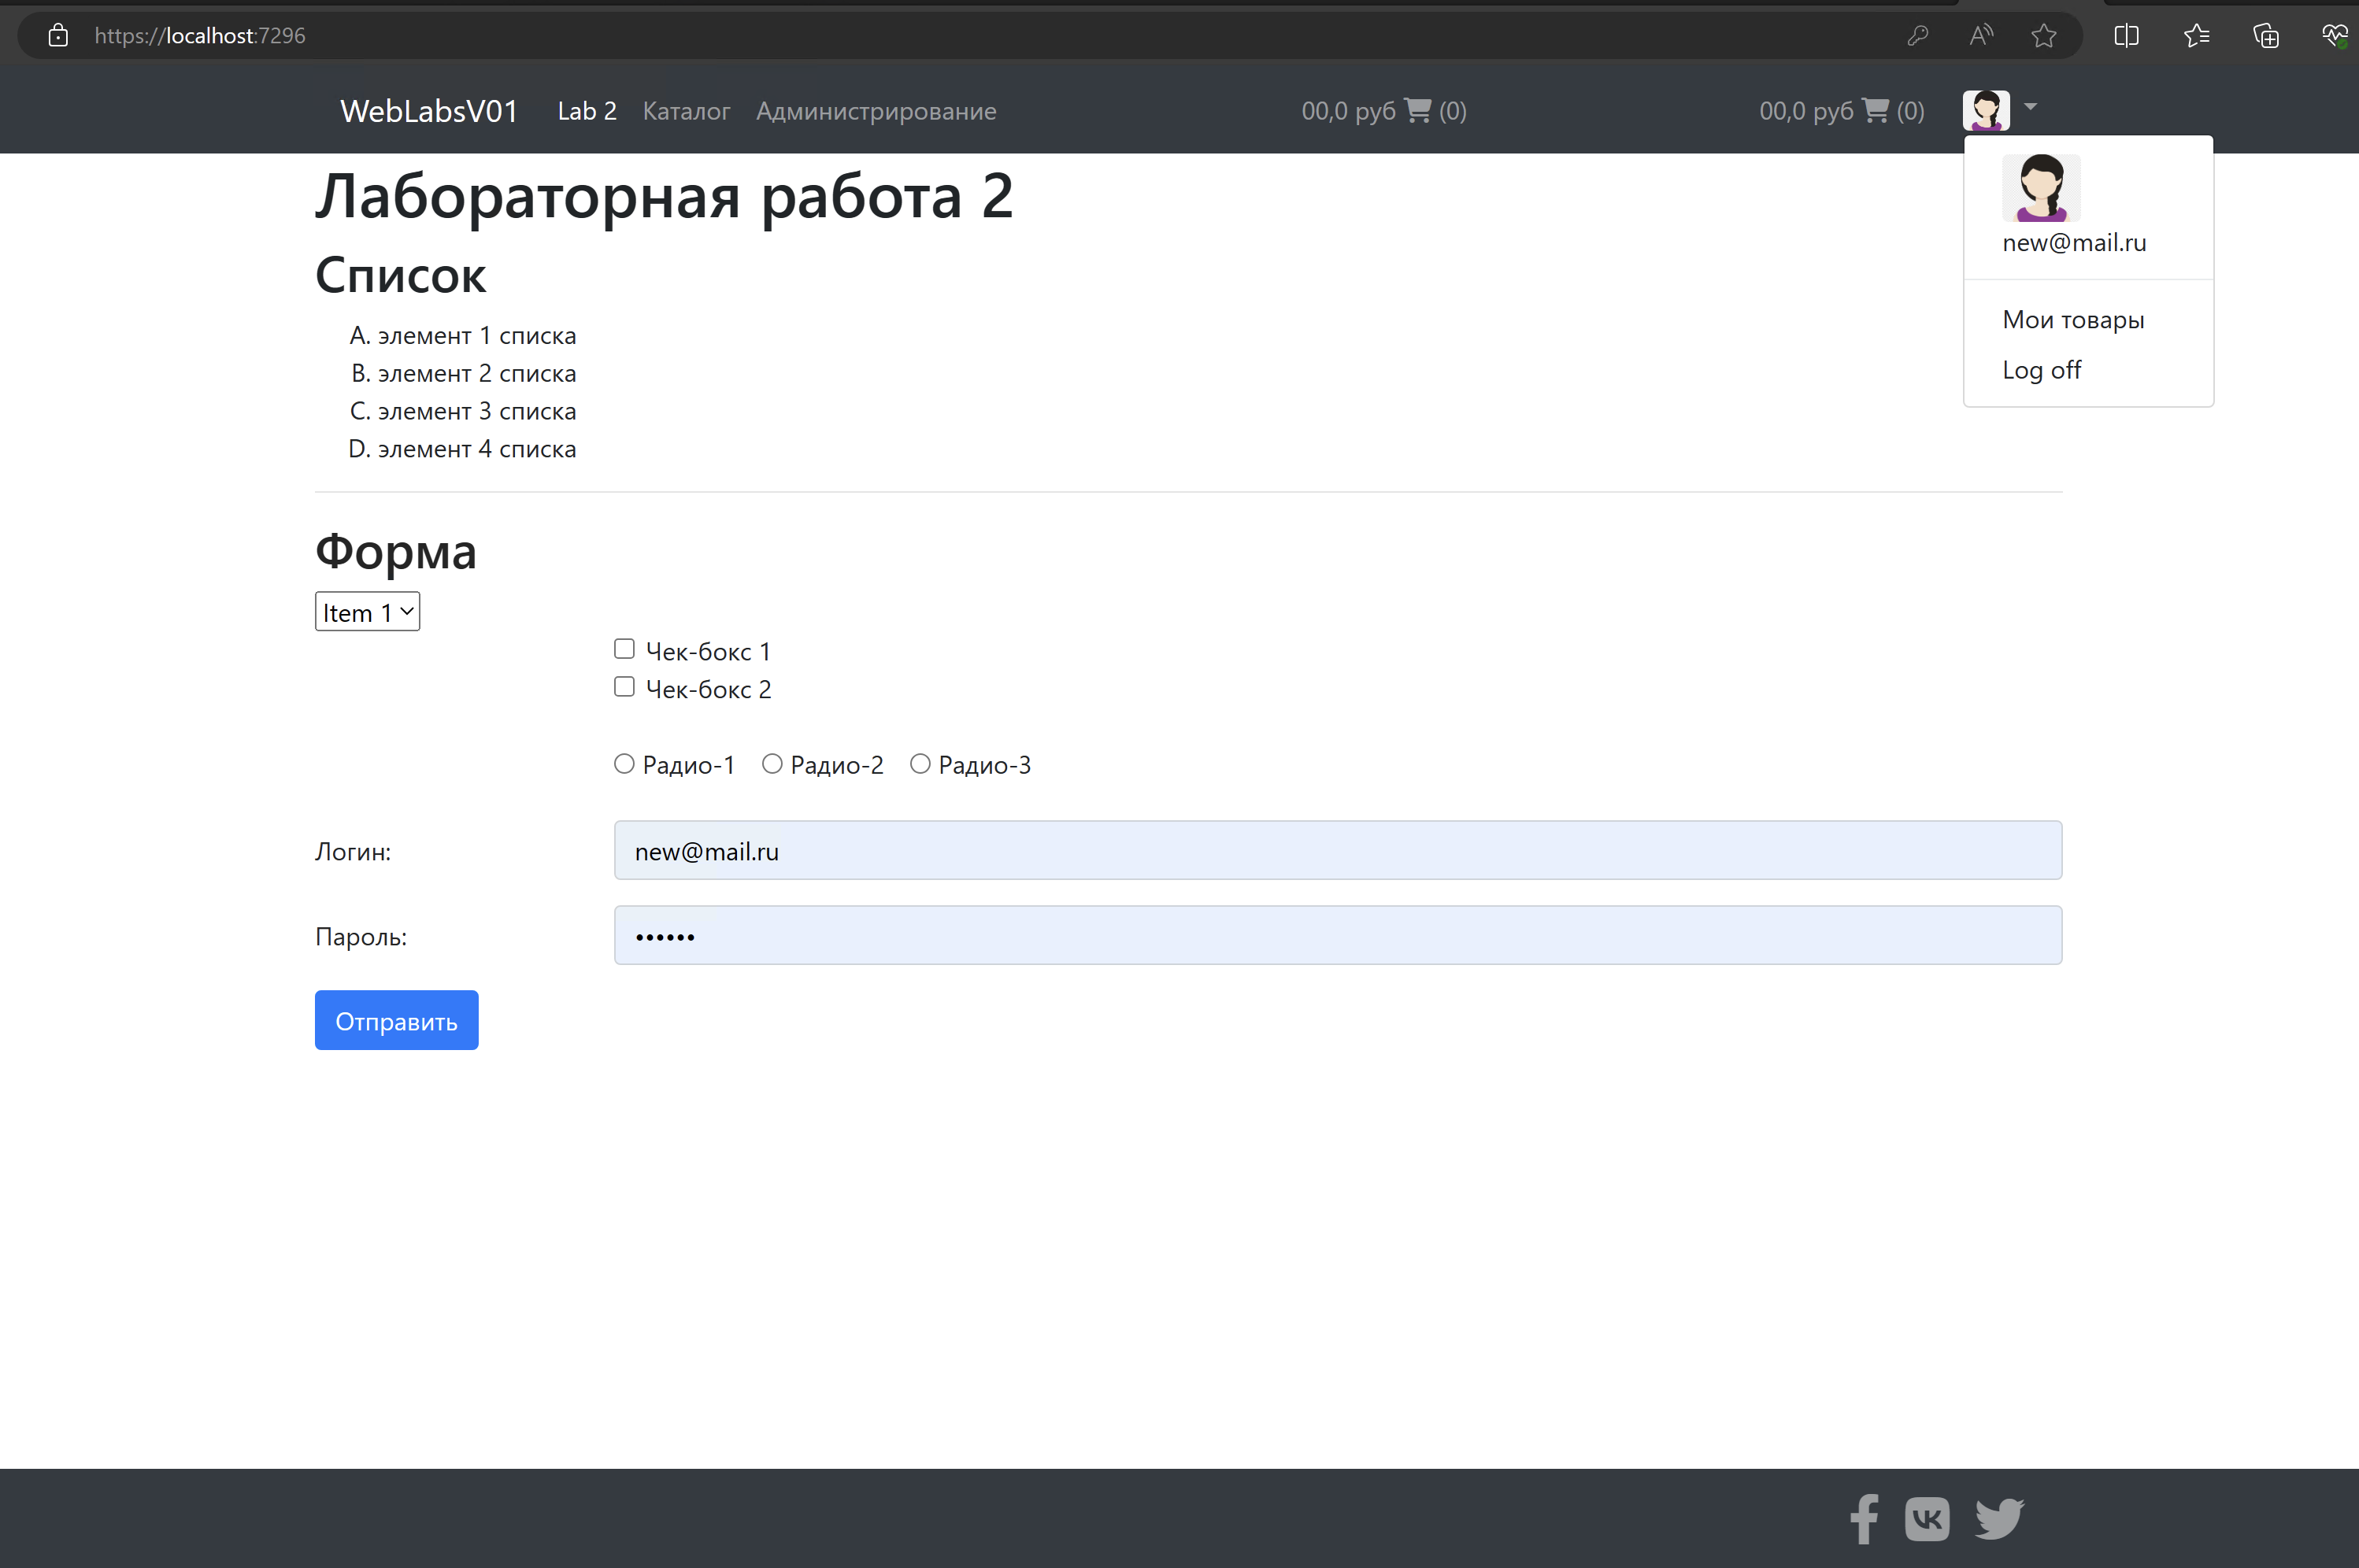 https://localhost:7296
WebLabsV01 Lab 2 Каталог Администрирование 00,0 руб (0) 00,0 руб (0)
new@mail.ru
Мои товары
Log off
Лабораторная работа 2
Список
A. элемент 1 списка
B. элемент 2 списка
C. элемент 3 списка
D. элемент 4 списка
Форма
Item 1
Чек-бокс 1
Чек-бокс 2
Радио-1 Радио-2 Радио-3
Логин: new@mail.ru
Пароль: ••••••
Отправить